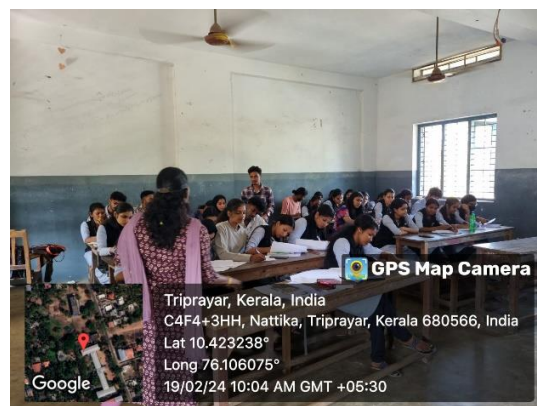 GPS Map Camera
Triprayar, Kerala, India
C4F4+3HH, Nattika, Triprayar, Kerala 680566, India
Lat 10.423238°
Long 76.106075°
19/02/24 10:04 AM GMT +05:30
Google